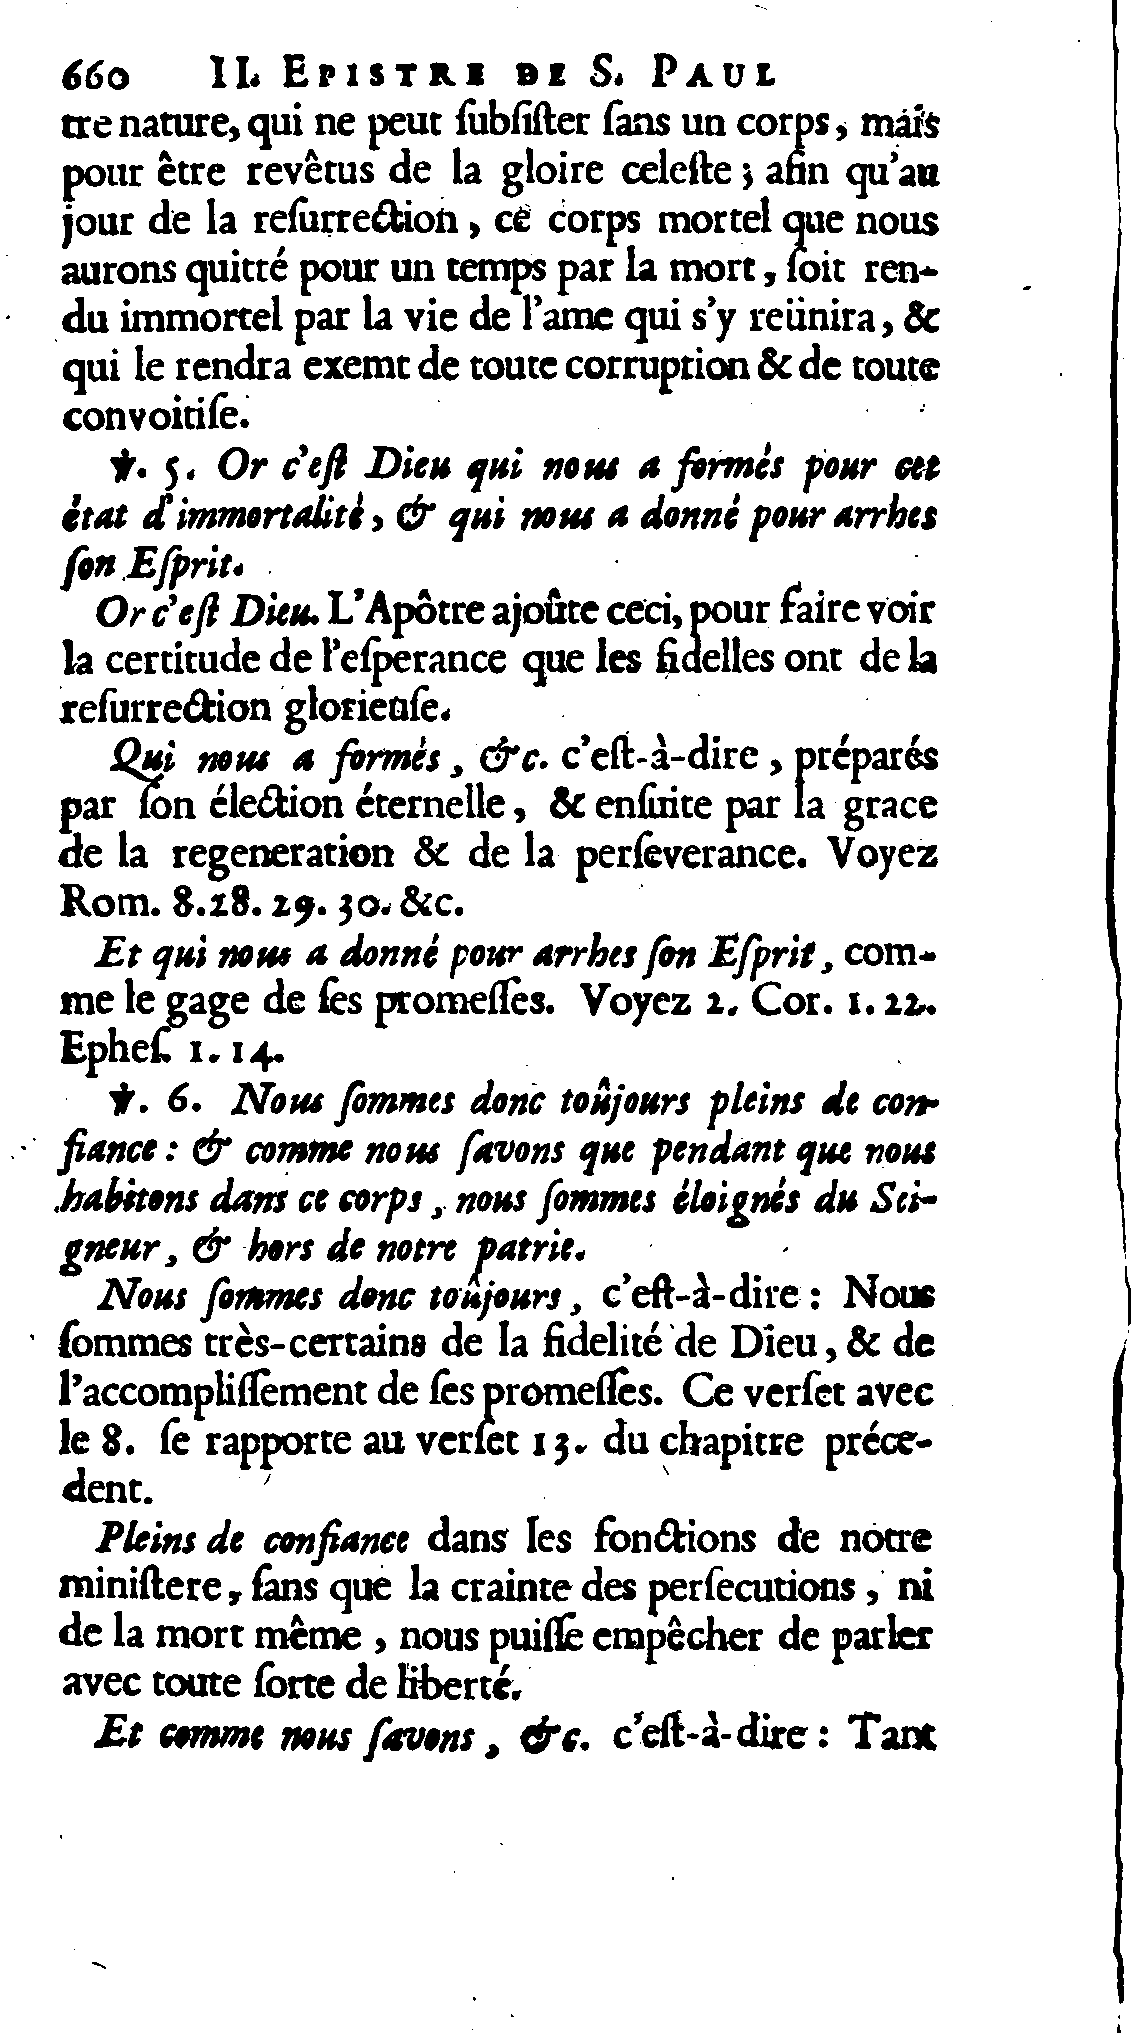 660 II. EPISTRE DE S. PAUL
tre nature, qui ne peut ſubſiſter ſans un corps, mais
pour être revêtus de la gloire celeſte; afin qu'au
jour de la reſurrection, ce corps mortel que nous
aurons quitté pour un temps par la mort, ſoit ren-
du immortel par la vie de l'ame qui s'y reünira, &
qui le rendra exemt de toute corruption & de toute
convoitiſe.
℣. 5. Or c'eſt Dieu qui nous a formés pour cet
état d'immortalité, & qui nous a donné pour arrhes
ſon Eſprit.
Or c'eſt Dieu. L'Apôtre ajoûte ceci, pour faire voir
la certitude de l'eſperance que les fidelles ont de la
reſurrection glorieuſe.
Qui nous a formés, &c. c'eſt-à-dire, préparés
par ſon élection éternelle, & enſuite par la grace
de la regeneration & de la perſeverance. Voyez
Rom. 8.28. 29. 30. &c.
Et qui nous a donné pour arrhes ſon Eſprit, com-
me le gage de ſes promeſſes. Voyez 2. Cor. 1. 22.
Epheſ. 1. 14.
℣. 6. Nous ſommes donc toûjours pleins de con-
fiance: & comme nous ſavons que pendant que nous
habitons dans ce corps, nous ſommes éloignés du Sei-
gneur, & hors de notre patrie.
Nous ſommes donc toûjours, c'eſt-à-dire: Nous
ſommes très-certains de la fidelité de Dieu, & de
l'accompliſſement de ſes promeſſes. Ce verſet avec
le 8. ſe rapporte au verſet 13. du chapitre préce-
dent.
Pleins de confiance dans les fonctions de notre
miniſtere, ſans que la crainte des perſecutions, ni
de la mort même, nous puiſſe empêcher de parler
avec toute ſorte de liberté.
Et comme nous ſavons, &c. c'eſt-à-dire: Tant